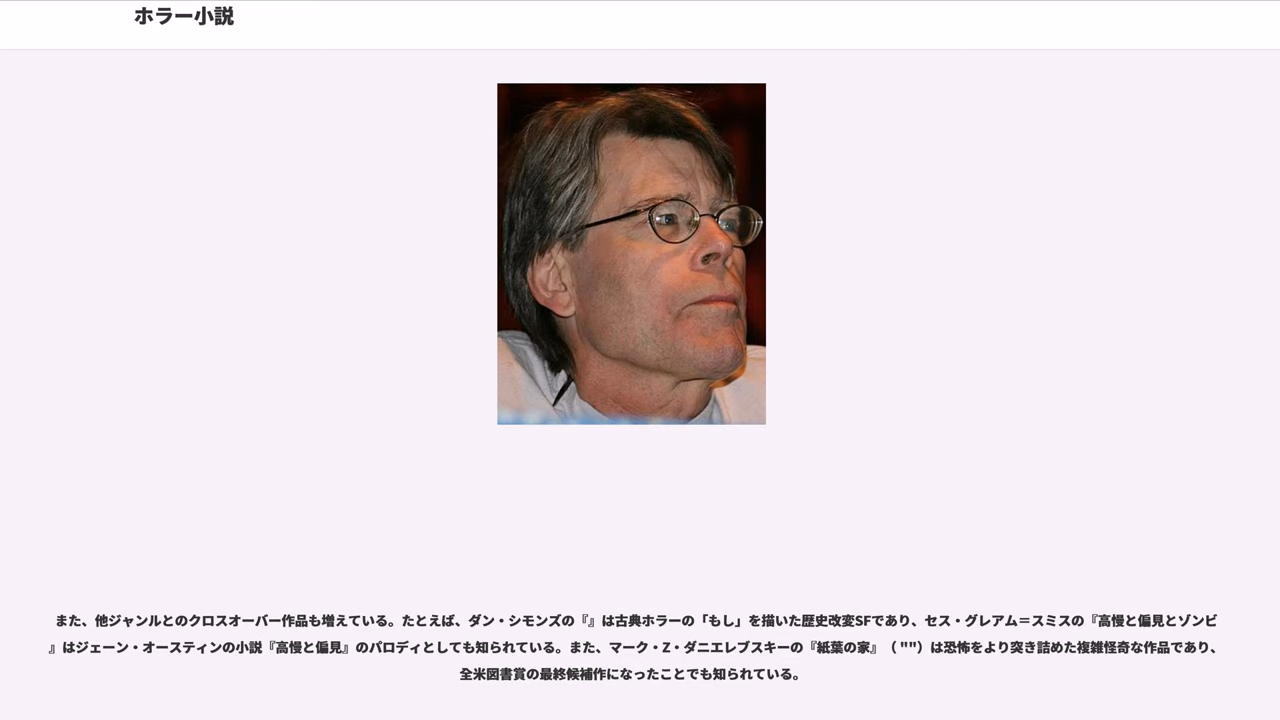 ホラー小説
また、他ジャンルとのクロスオーバー作品も増えている。たとえば、ダン・シモンズの『』は古典ホラーの「もし」を描いた歴史改変SFであり、セス・グレアム＝スミスの『高慢と偏見とゾンビ
』はジェーン・オースティンの小説『高慢と偏見』のパロディとしても知られている。また、マーク・Z・ダニエレブスキーの『紙葉の家』（ ""）は恐怖をより突き詰めた複雑怪奇な作品であり、
全米図書賞の最終候補作になったことでも知られている。